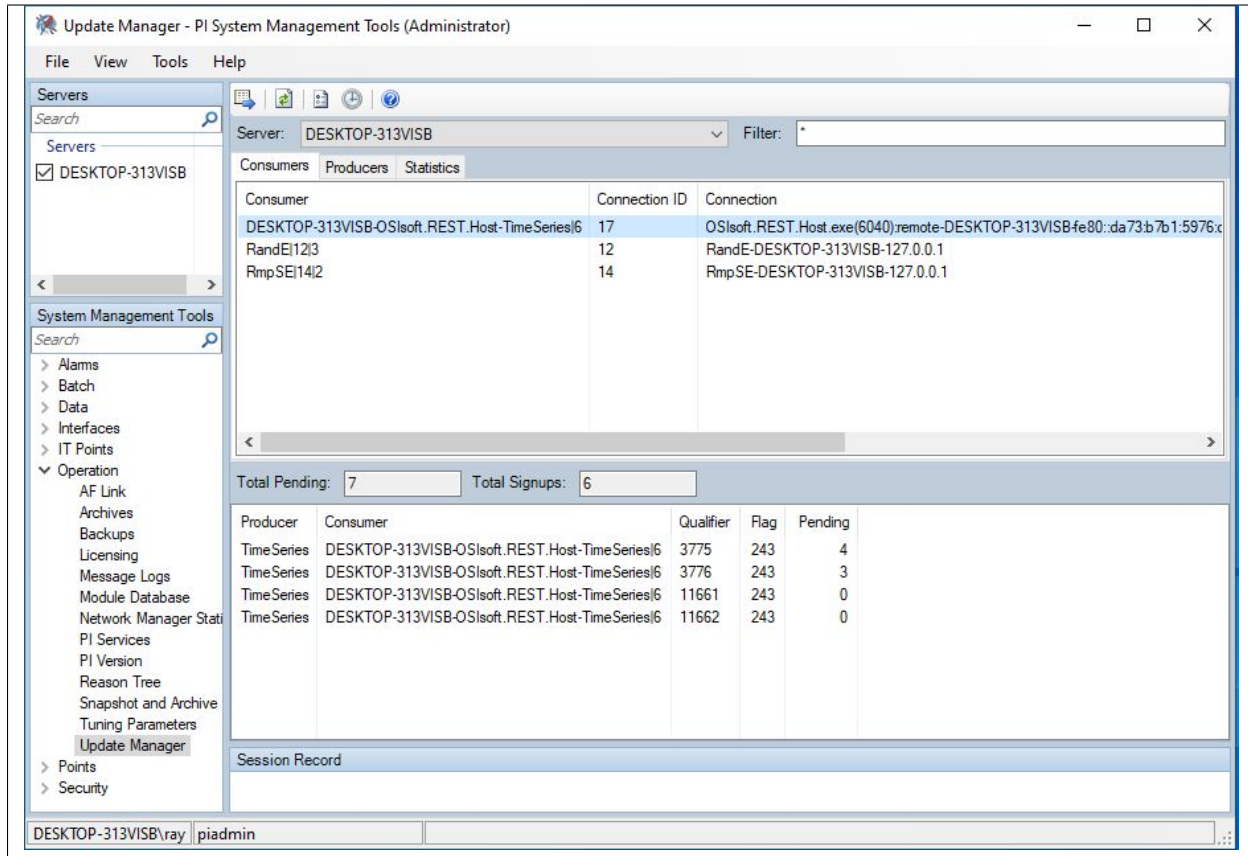 Update Manager - PI System Management Tools (Administrator)
File View Tools Help
Servers
Search
Servers
DESKTOP-313VISB
Server: DESKTOP-313VISB Filter: *
Consumers Producers Statistics
Consumer Connection ID Connection
DESKTOP-313VISB-OSIsoft.REST.Host-TimeSeries|6 17 OSIsoft.REST.Host.exe(6040):remote-DESKTOP-313VISB-fe80::da73:b7b1:5976:c
RandE|12|3 12 RandE-DESKTOP-313VISB-127.0.0.1
RmpSE|14|2 14 RmpSE-DESKTOP-313VISB-127.0.0.1
System Management Tools
Search
Alarms
Batch
Data
Interfaces
IT Points
Operation
AF Link
Archives
Backups
Licensing
Message Logs
Module Database
Network Manager Stati
PI Services
PI Version
Reason Tree
Snapshot and Archive
Tuning Parameters
Update Manager
Points
Security
Total Pending: 7 Total Signups: 6
Producer Consumer Qualifier Flag Pending
TimeSeries DESKTOP-313VISB-OSIsoft.REST.Host-TimeSeries|6 3775 243 4
TimeSeries DESKTOP-313VISB-OSIsoft.REST.Host-TimeSeries|6 3776 243 3
TimeSeries DESKTOP-313VISB-OSIsoft.REST.Host-TimeSeries|6 11661 243 0
TimeSeries DESKTOP-313VISB-OSIsoft.REST.Host-TimeSeries|6 11662 243 0
Session Record
DESKTOP-313VISB\ray piadmin